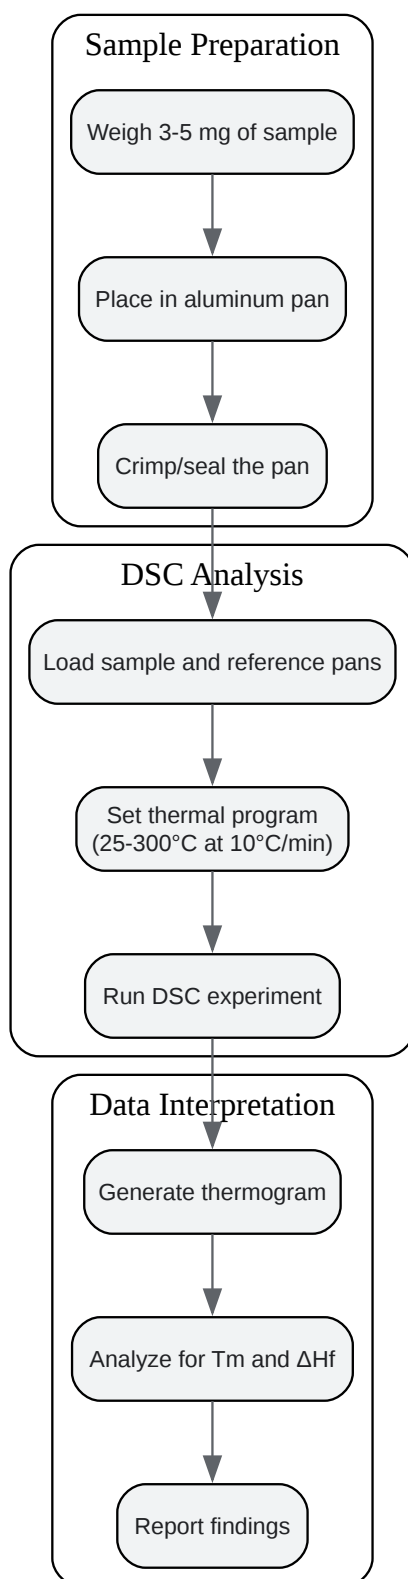 Sample Preparation
Weigh 3-5 mg of sample
Place in aluminum pan
Crimp/seal the pan
DSC Analysis
Load sample and reference pans
Set thermal program
(25-300°C at 10°C/min)
Run DSC experiment
Data Interpretation
Generate thermogram
Analyze for Tm and ΔHf
Report findings